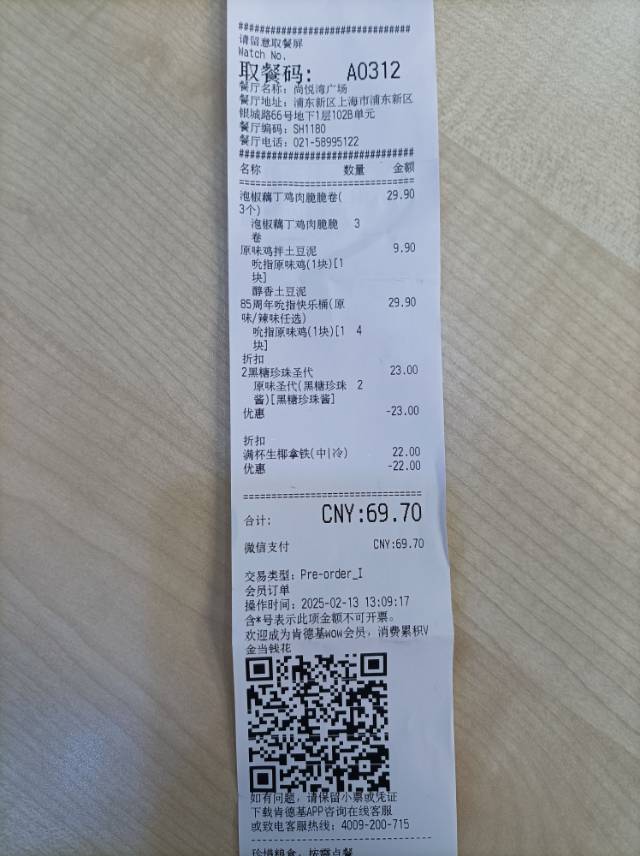 ################################
请留意取餐屏
Watch No.
取餐码: A0312
餐厅名称: 尚悦湾广场
餐厅地址: 浦东新区上海市浦东新区
银城路66号地下1层102B单元
餐厅编码: SH1180
餐厅电话: 021-58995122
################################
名称 数量 金额
================================
泡椒藕丁鸡肉脆脆卷( 29.90
3个)
泡椒藕丁鸡肉脆脆 3
卷
原味鸡拌土豆泥 9.90
吮指原味鸡(1块)[1
块]
醇香土豆泥
85周年吮指快乐桶(原 29.90
味/辣味任选)
吮指原味鸡(1块)[1 4
块]
折扣
2黑糖珍珠圣代 23.00
原味圣代(黑糖珍珠 2
酱)[黑糖珍珠酱]
优惠 -23.00
折扣
满杯生椰拿铁(中|冷) 22.00
优惠 -22.00
================================
合计: CNY:69.70
微信支付 CNY:69.70
交易类型: Pre-order_I
会员订单
操作时间: 2025-02-13 13:09:17
含*号表示此项金额不可开票。
欢迎成为肯德基wow会员, 消费累积V
金当钱花
如有问题, 请保留小票或凭证
下载肯德基APP咨询在线客服
或致电客服热线: 4009-200-715
--------------------------------
珍惜粮食, 按需点餐